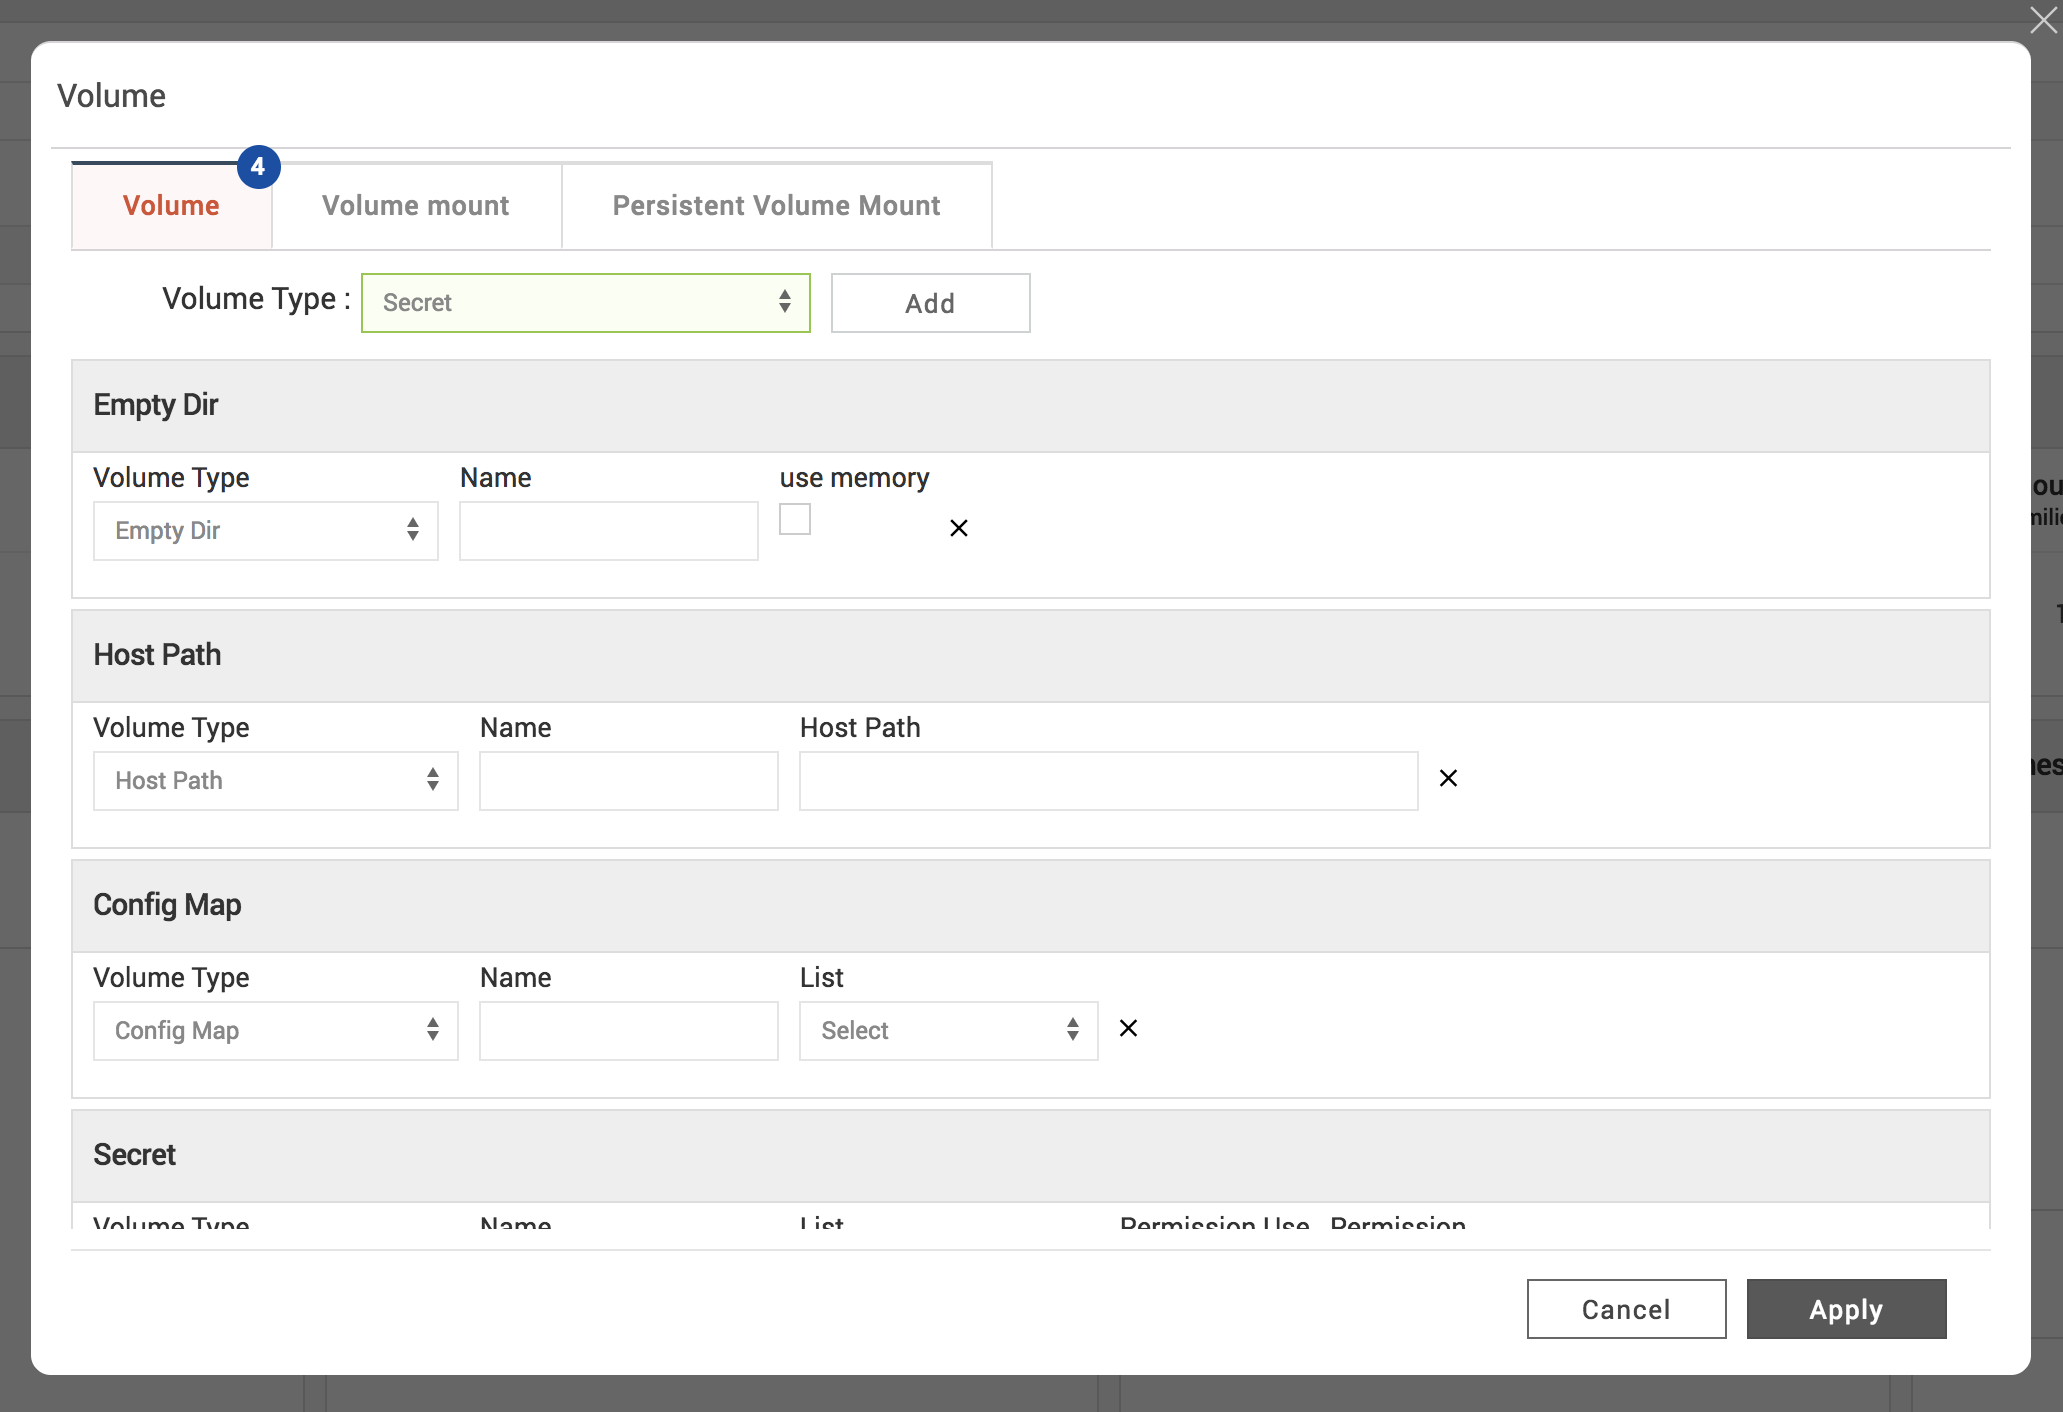 Volume
4
Volume Volume mount Persistent Volume Mount
Volume Type : Secret Add
Empty Dir
Volume Type Name use memory
Empty Dir
Host Path
Volume Type Name Host Path
Host Path
Config Map
Volume Type Name List
Config Map Select
Secret
Volume Type Name List Permission Use Permission
Cancel Apply